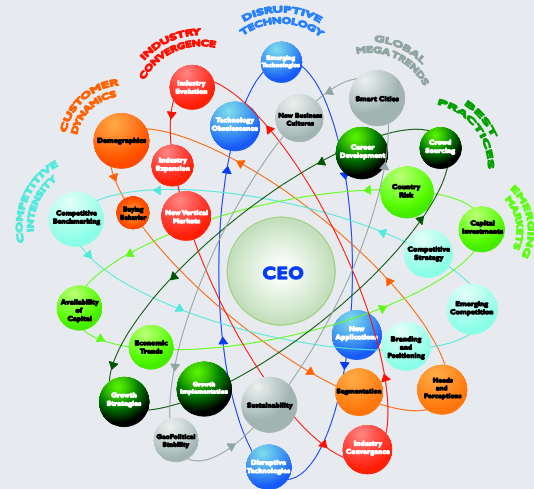 DISRUPTIVE
TECHNOLOGY
INDUSTRY
CONVERGENCE
GLOBAL
MEGA TRENDS
CUSTOMER
DYNAMICS
BEST
PRACTICES
COMPETITIVE
INTENSITY
EMERGING
MARKETS
Emerging
Technologies
Industry
Evolution
Smart Cities
New Business
Cultures
Technology
Obsolescence
Demographics
Career
Development
Crowd
Sourcing
Industry
Expansion
Country
Risk
Competitive
Benchmarking
Buying
Behavior
New Vertical
Markets
Capital
Investments
Competitive
Strategy
CEO
Availability
of
Capital
Emerging
Competition
Economic
Trends
New
Applications
Branding
and
Positioning
Growth
Strategies
Growth
Implementation
Sustainability
Segmentation
Needs
and
Perceptions
GeoPolitical
Stability
Industry
Convergence
Disruptive
Technologies